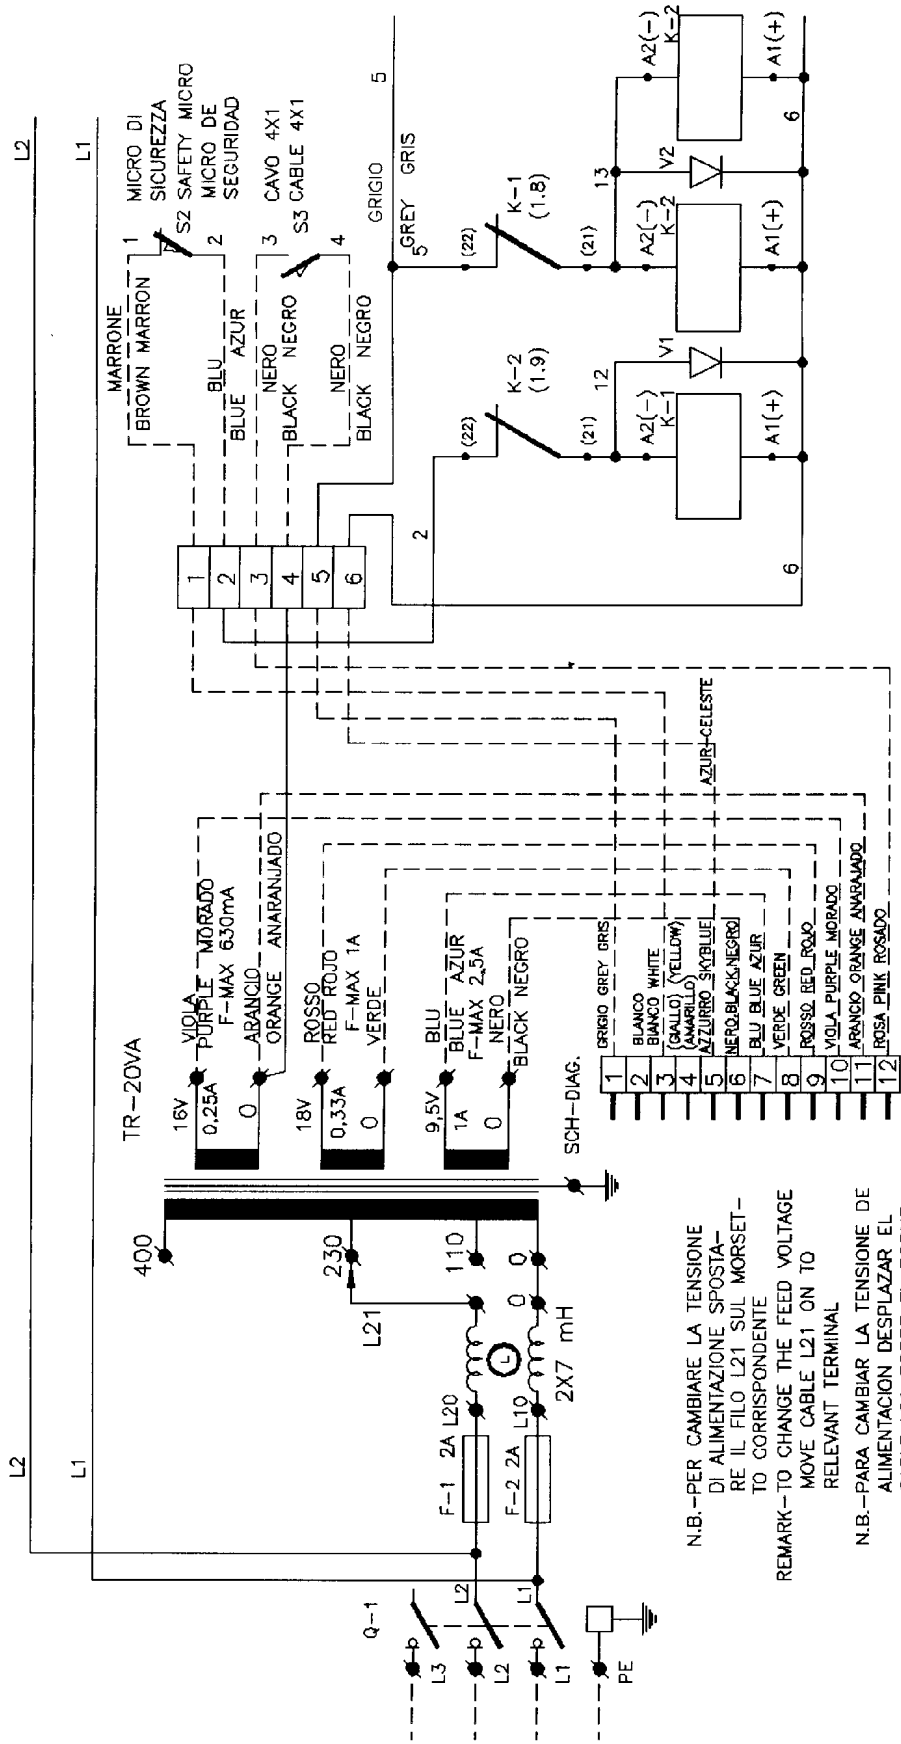 L2
L2
L1
L1
TR-20VA
400
230
110
0
0
L21
L20
L10
L
2X7 mH
F-1 2A
F-2 2A
Q-1
L2
L1
L3
L2
L1
PE
16V
0,25A
0
18V
0,33A
0
9,5V
1A
0
SCH-DIAG.
VIOLA
PURPLE MORADO
F-MAX 630mA
ARANCIO
ORANGE ANARANJADO
ROSSO
RED ROJO
F-MAX 1A
VERDE
BLU
BLUE AZUR
F-MAX 2,5A
NERO
BLACK NEGRO
MARRONE
BROWN MARRON
BLU
BLUE AZUR
NERO
BLACK NEGRO
NERO
BLACK NEGRO
1
2
3
4
MICRO DI
SICUREZZA
S2 SAFETY MICRO
MICRO DE
SEGURIDAD
CAVO 4X1
S3 CABLE 4X1
GRIGIO
GREY GRIS
5
5
1
2
3
4
5
6
2
6
6
(22)
K-2
(1.9)
(21)
12
A2(-)
K-1
A1(+)
V1
(22)
K-1
(1.8)
(21)
13
A2(-)
K-2
A1(+)
V2
A2(-)
K-2
A1(+)
AZUR-CELESTE
1 GRIGIO GREY GRIS
2 BLANCO
3 BIANCO WHITE
4 (GIALLO) (YELLOW)
(AMARILLO)
5 AZZURRO SKYBLUE
6 NERO BLACK NEGRO
7 BLU BLUE AZUR
8 VERDE GREEN
9 ROSSO RED ROJO
10 VIOLA PURPLE MORADO
11 ARANCIO ORANGE ANARAJADO
12 ROSA PINK ROSADO
N.B.-PER CAMBIARE LA TENSIONE
DI ALIMENTAZIONE SPOSTA-
RE IL FILO L21 SUL MORSET-
TO CORRISPONDENTE
REMARK-TO CHANGE THE FEED VOLTAGE
MOVE CABLE L21 ON TO
RELEVANT TERMINAL
N.B.-PARA CAMBIAR LA TENSIONE DE
ALIMENTACION DESPLAZAR EL